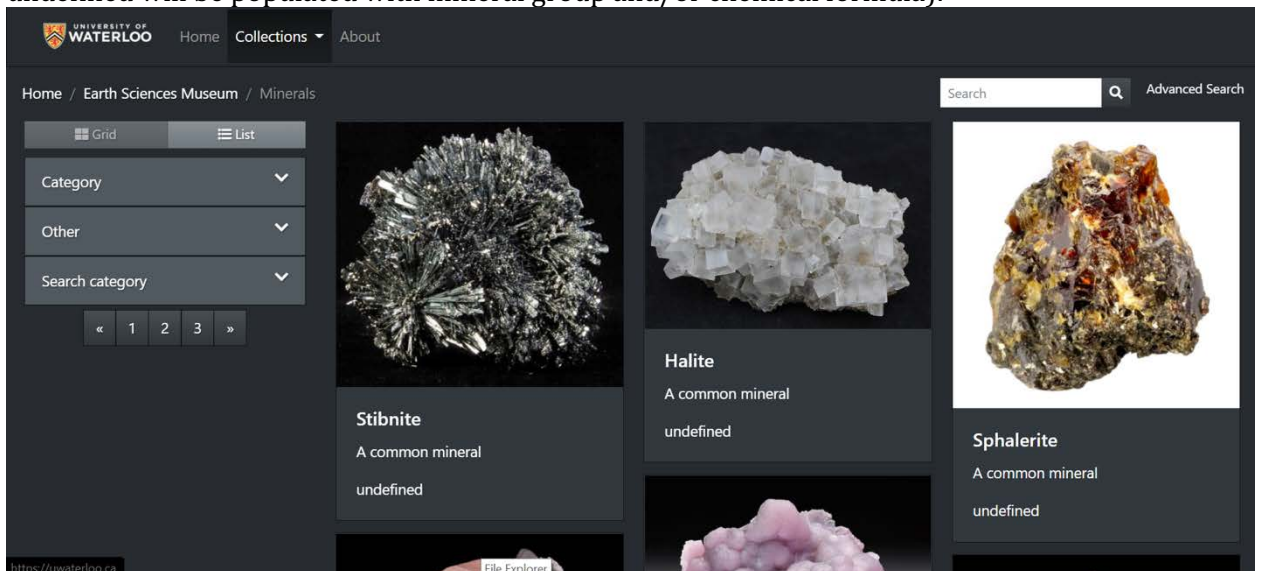 undefined will be populated with mineral group and/or chemical formula).
UNIVERSITY OF
WATERLOO
Home Collections About
Home / Earth Sciences Museum / Minerals
Search
Advanced Search
Grid List
Category
Other
Search category
« 1 2 3 »
Stibnite
A common mineral
undefined
Halite
A common mineral
undefined
Sphalerite
A common mineral
undefined
https://uwaterloo.ca
File Explorer